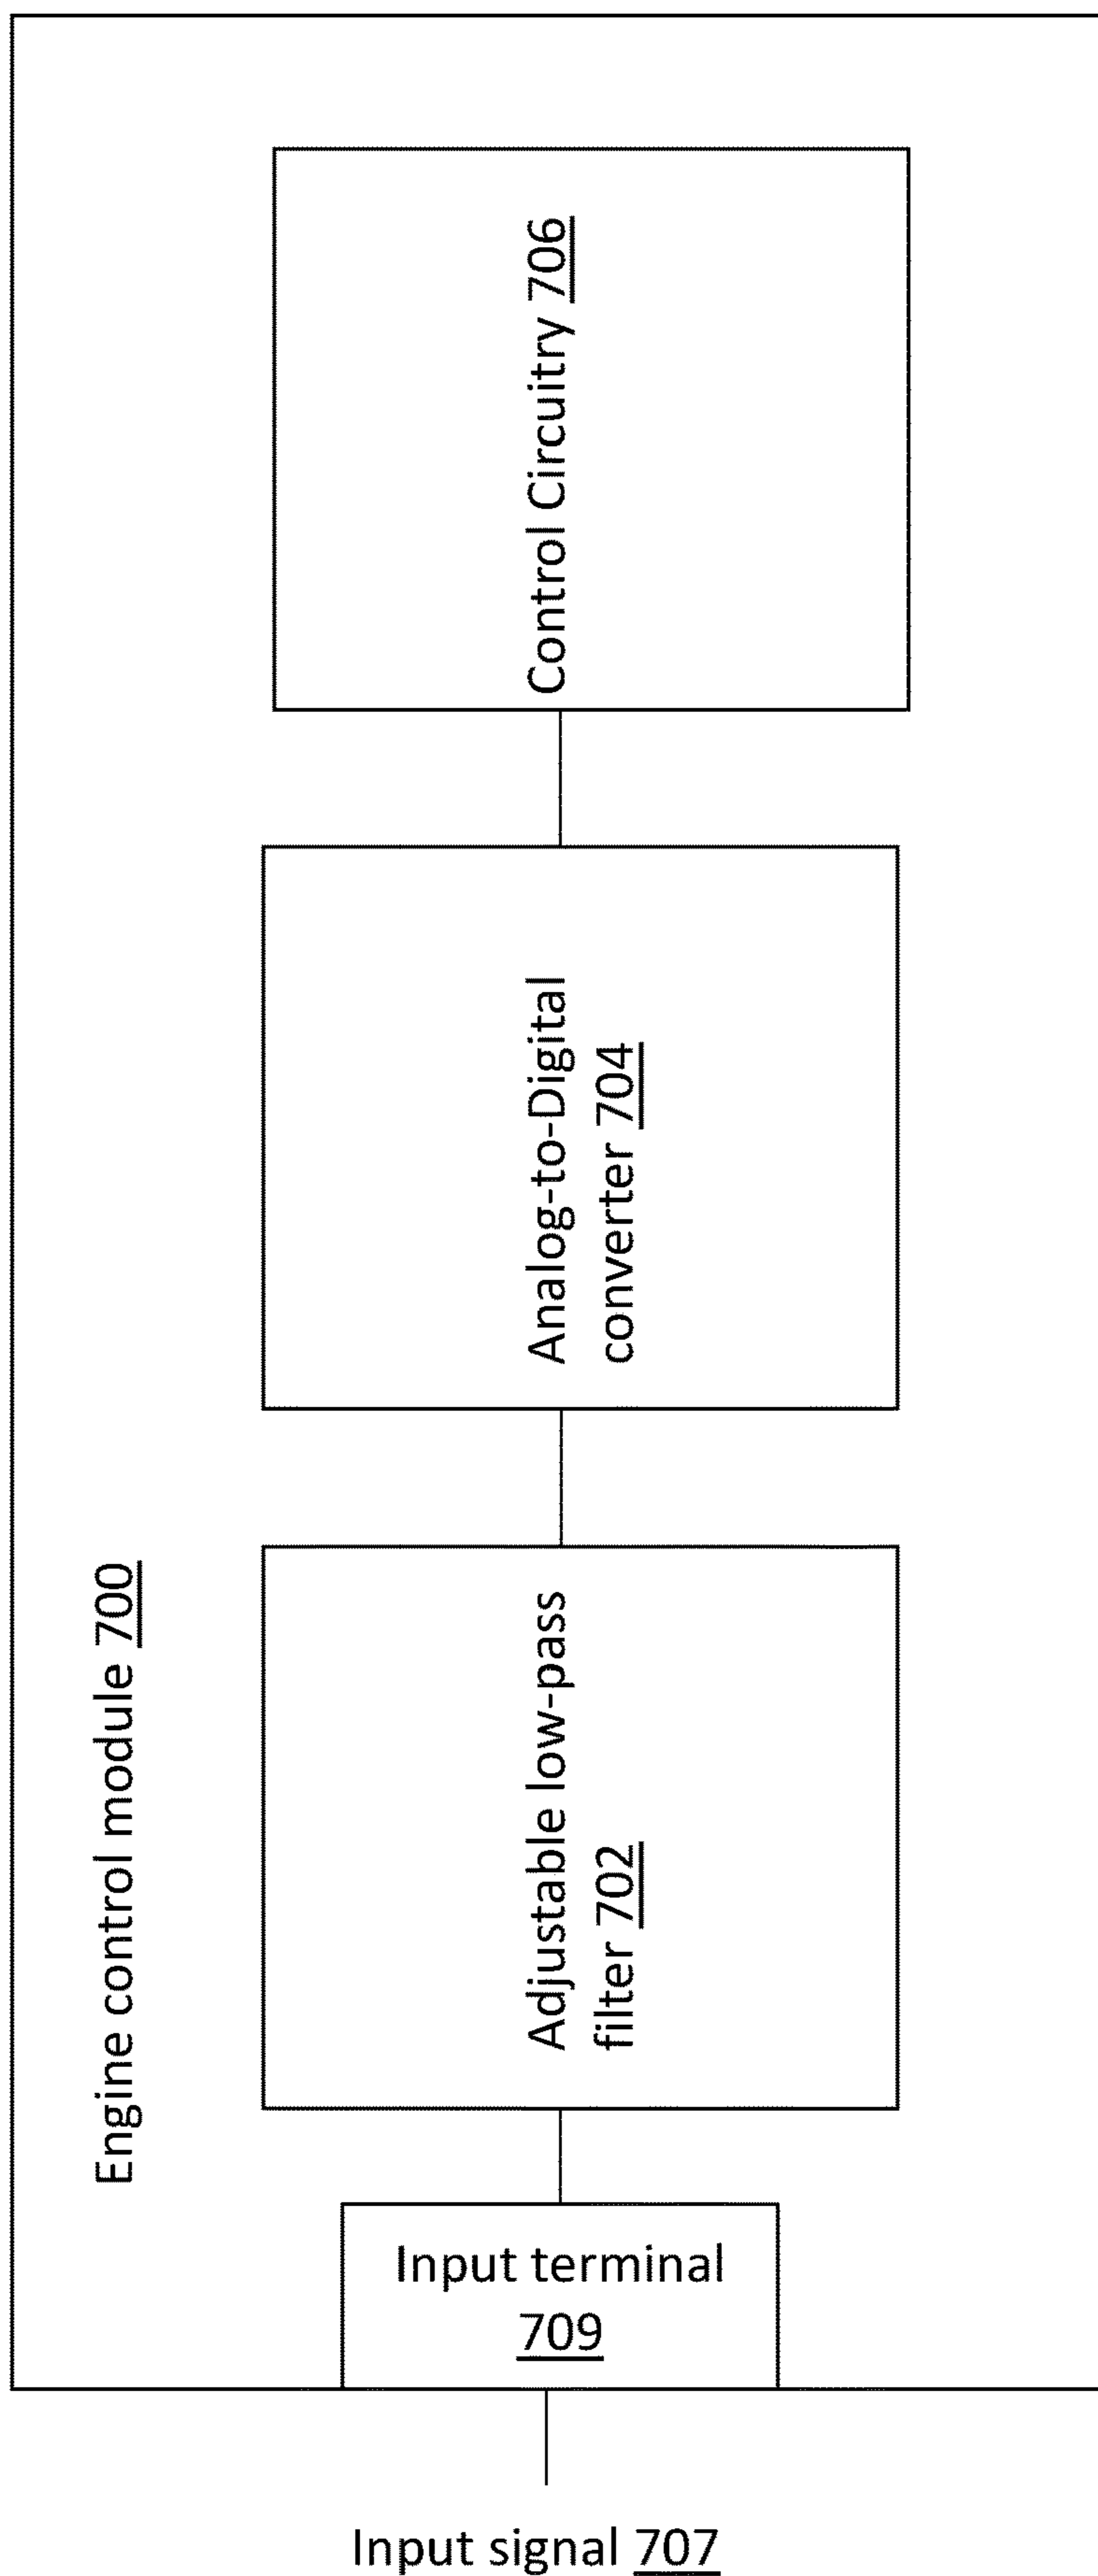 Engine control module 700
Input signal 707
Input terminal
709
Adjustable low-pass
filter 702
Analog-to-Digital
converter 704
Control Circuitry 706